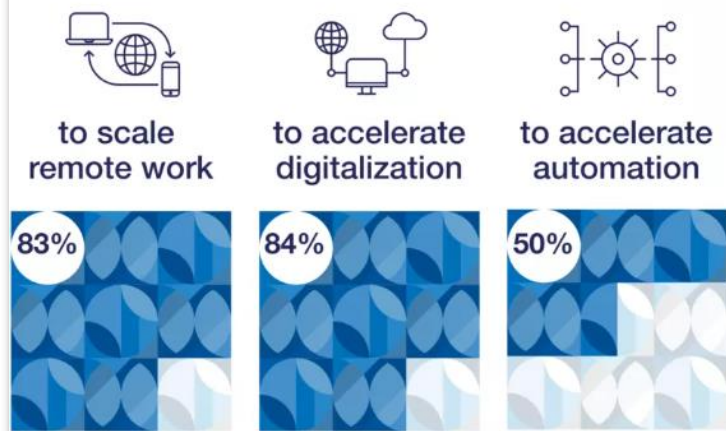 to scale
remote work
to accelerate
digitalization
to accelerate
automation
83%
84%
50%